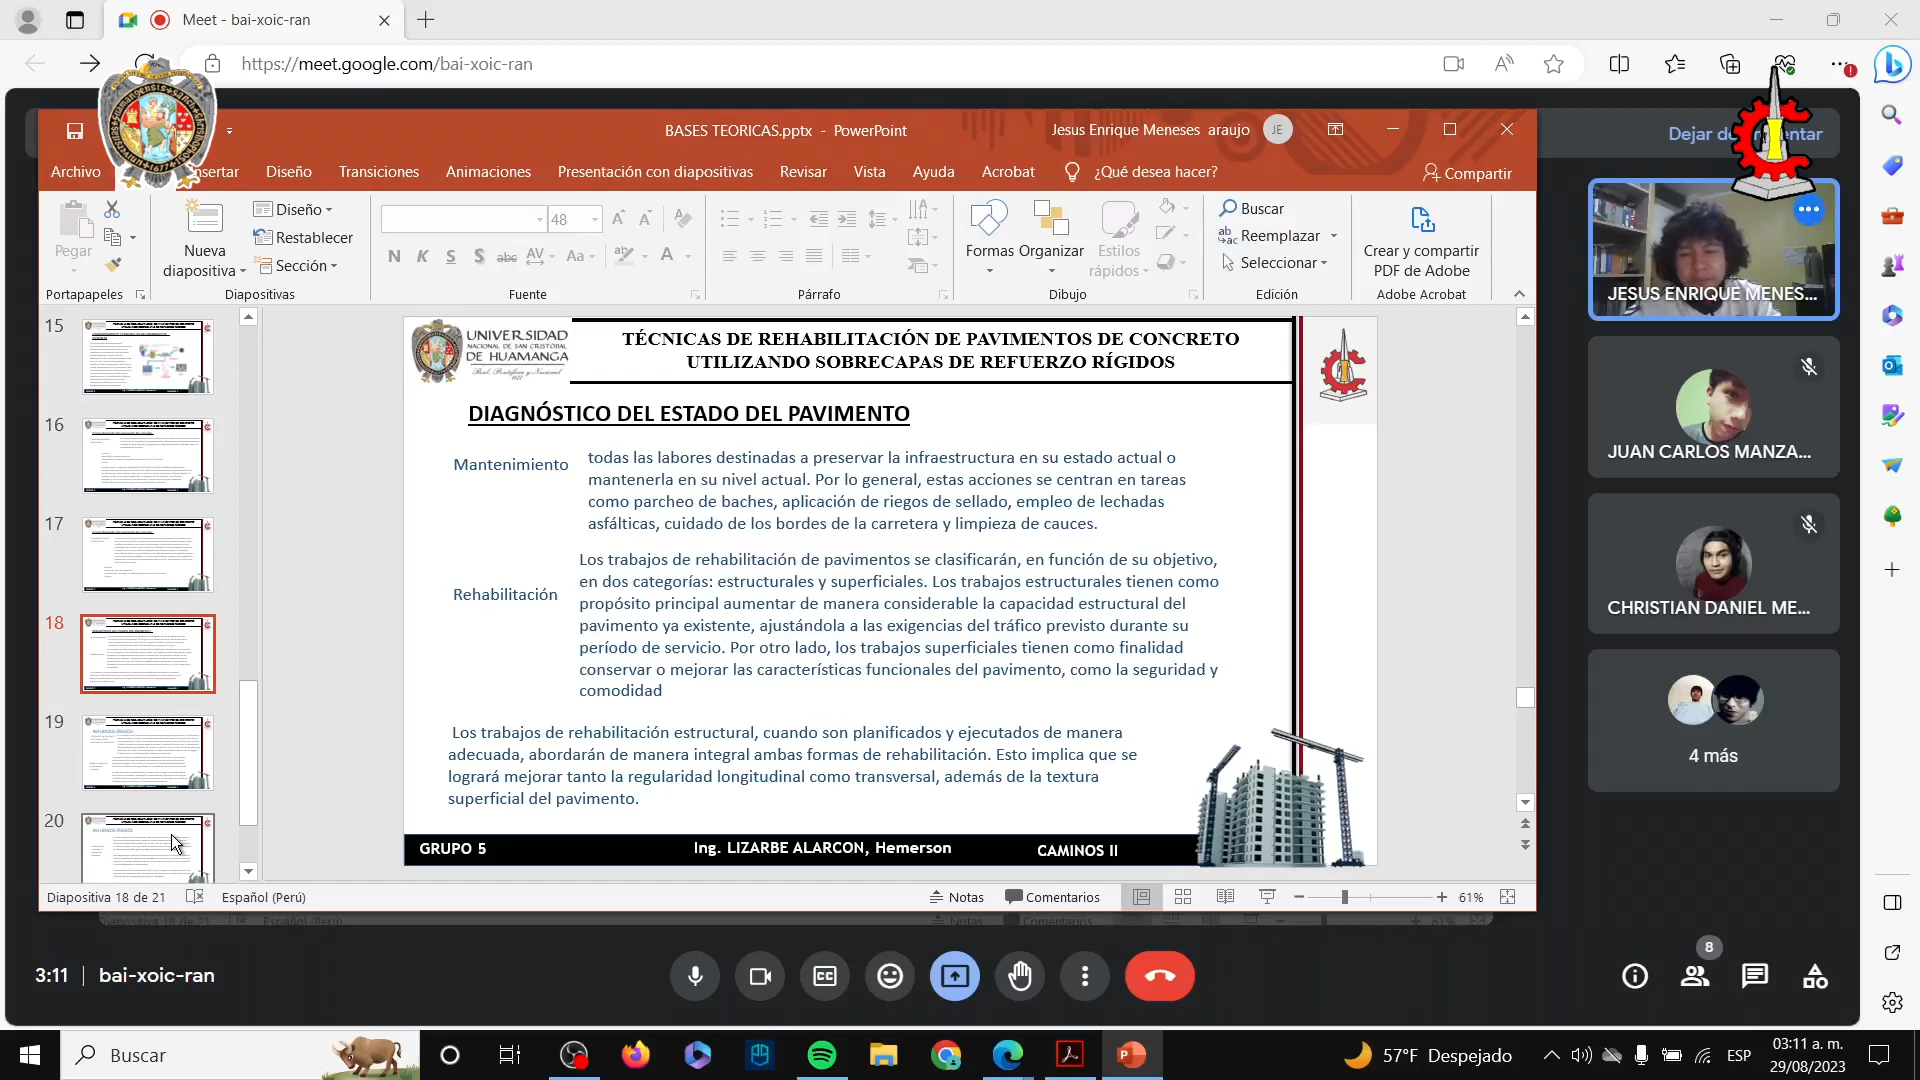 Meet - bai-xoic-ran
https://meet.google.com/bai-xoic-ran
BASES TEORICAS.pptx - PowerPoint
Jesus Enrique Meneses araujo
JE
Archivo
Diseño
Transiciones
Animaciones
Presentación con diapositivas
Revisar
Vista
Ayuda
Acrobat
¿Qué desea hacer?
Compartir
Pegar
Nueva
diapositiva
Diseño
Restablecer
Sección
48
N K S S abc AV Aa A
Formas
Organizar
Estilos
rápidos
Buscar
Reemplazar
Seleccionar
Crear y compartir
PDF de Adobe
Portapapeles
Diapositivas
Fuente
Párrafo
Dibujo
Edición
Adobe Acrobat
15
16
17
18
19
20
UNIVERSIDAD
NACIONAL DE SAN CRISTOBAL
DE HUAMANGA
TÉCNICAS DE REHABILITACIÓN DE PAVIMENTOS DE CONCRETO
UTILIZANDO SOBRECAPAS DE REFUERZO RÍGIDOS
DIAGNÓSTICO DEL ESTADO DEL PAVIMENTO
Mantenimiento
todas las labores destinadas a preservar la infraestructura en su estado actual o
mantenerla en su nivel actual. Por lo general, estas acciones se centran en tareas
como parcheo de baches, aplicación de riegos de sellado, empleo de lechadas
asfálticas, cuidado de los bordes de la carretera y limpieza de cauces.
Rehabilitación
Los trabajos de rehabilitación de pavimentos se clasificarán, en función de su objetivo,
en dos categorías: estructurales y superficiales. Los trabajos estructurales tienen como
propósito principal aumentar de manera considerable la capacidad estructural del
pavimento ya existente, ajustándola a las exigencias del tráfico previsto durante su
período de servicio. Por otro lado, los trabajos superficiales tienen como finalidad
conservar o mejorar las características funcionales del pavimento, como la seguridad y
comodidad
Los trabajos de rehabilitación estructural, cuando son planificados y ejecutados de manera
adecuada, abordarán de manera integral ambas formas de rehabilitación. Esto implica que se
logrará mejorar tanto la regularidad longitudinal como transversal, además de la textura
superficial del pavimento.
GRUPO 5
Ing. LIZARBE ALARCON, Hemerson
CAMINOS II
Diapositiva 18 de 21
Español (Perú)
Notas
Comentarios
61%
JESUS ENRIQUE MENES...
JUAN CARLOS MANZA...
CHRISTIAN DANIEL ME...
4 más
3:11
bai-xoic-ran
8
Buscar
57°F Despejado
ESP
03:11 a. m.
29/08/2023